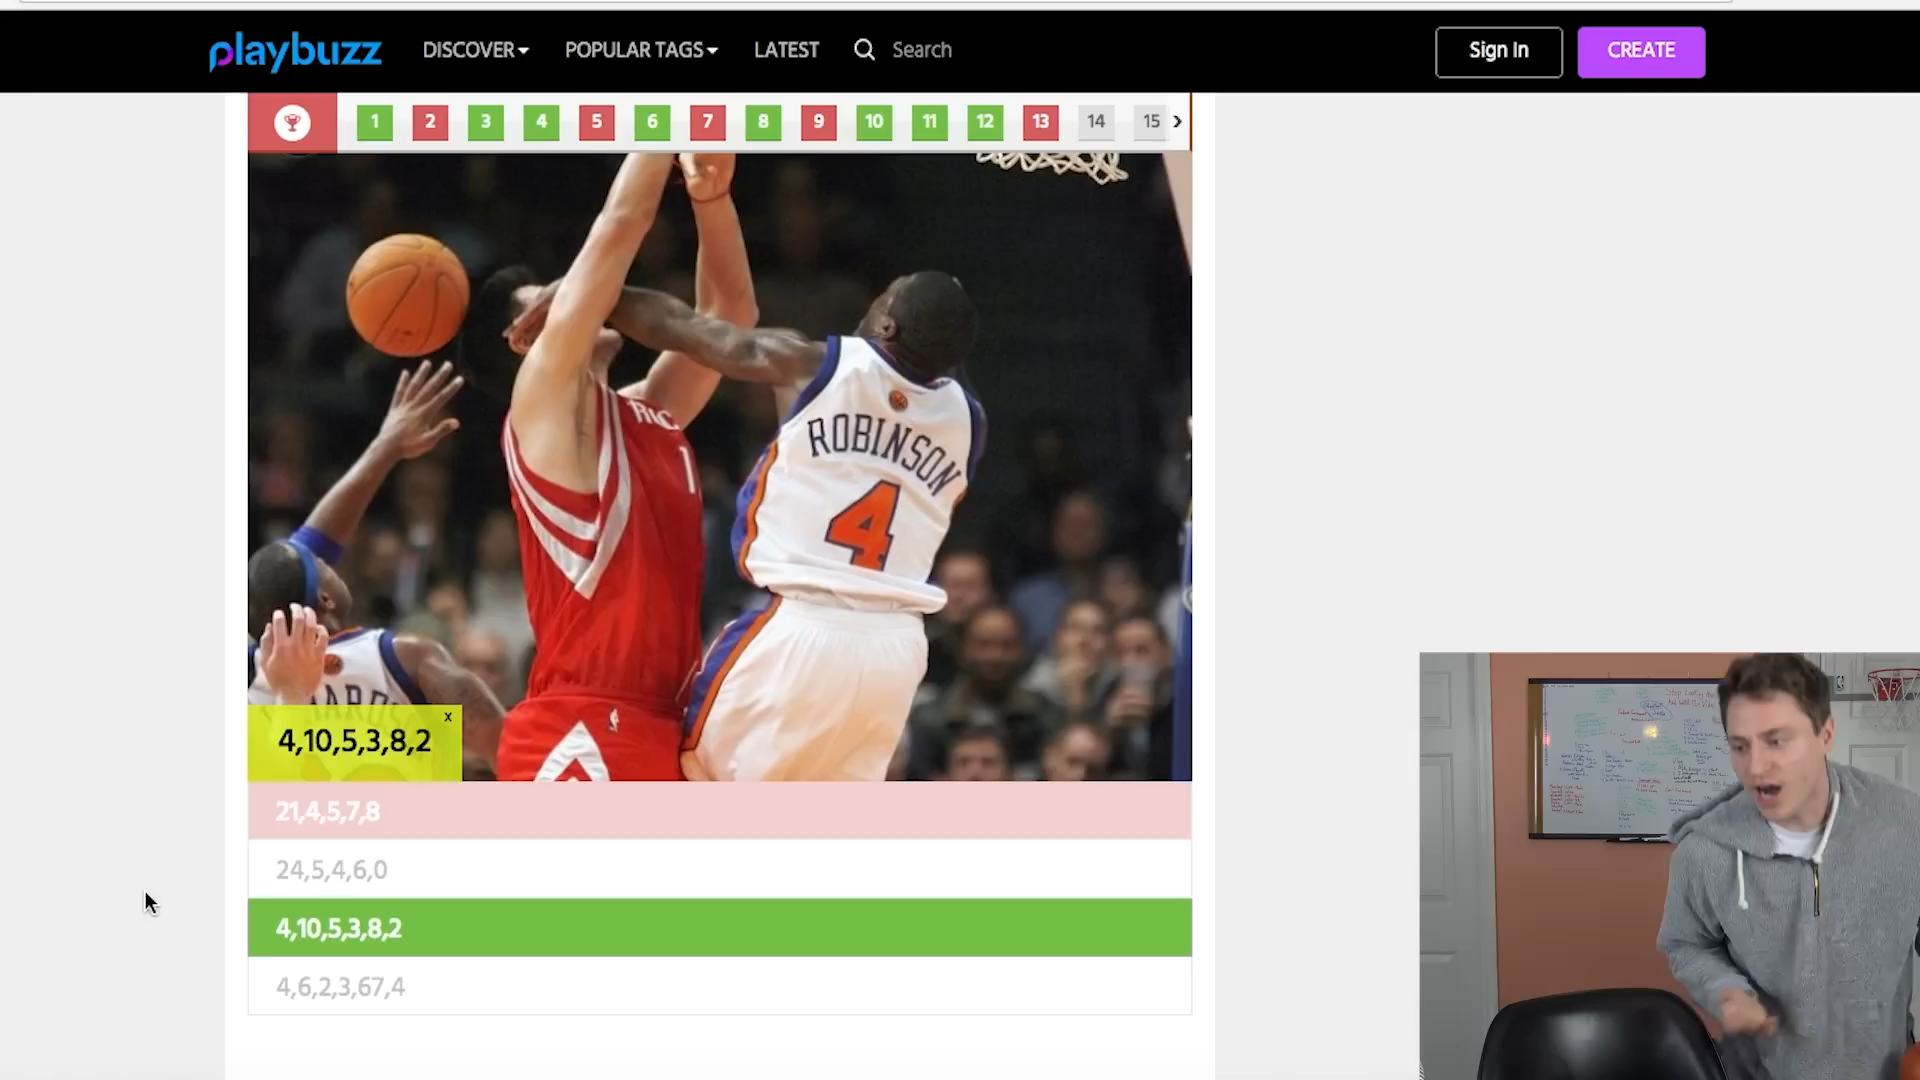 playbuzz DISCOVER POPULAR TAGS LATEST Search Sign In CREATE
1 2 3 4 5 6 7 8 9 10 11 12 13 14 15
ROBINSON
4
4,10,5,3,8,2 x
21,4,5,7,8
24,5,4,6,0
4,10,5,3,8,2
4,6,2,3,67,4